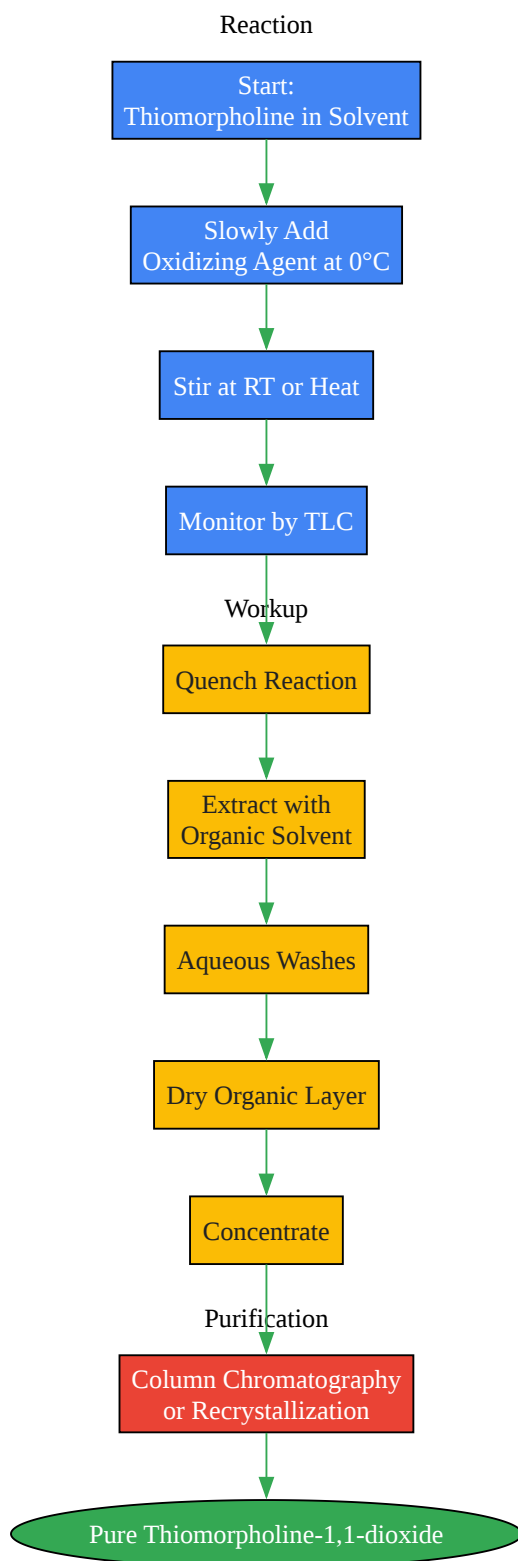 Reaction
Start:
Thiomorpholine in Solvent
Slowly Add
Oxidizing Agent at 0°C
Stir at RT or Heat
Monitor by TLC
Workup
Quench Reaction
Extract with
Organic Solvent
Aqueous Washes
Dry Organic Layer
Concentrate
Purification
Column Chromatography
or Recrystallization
Pure Thiomorpholine-1,1-dioxide